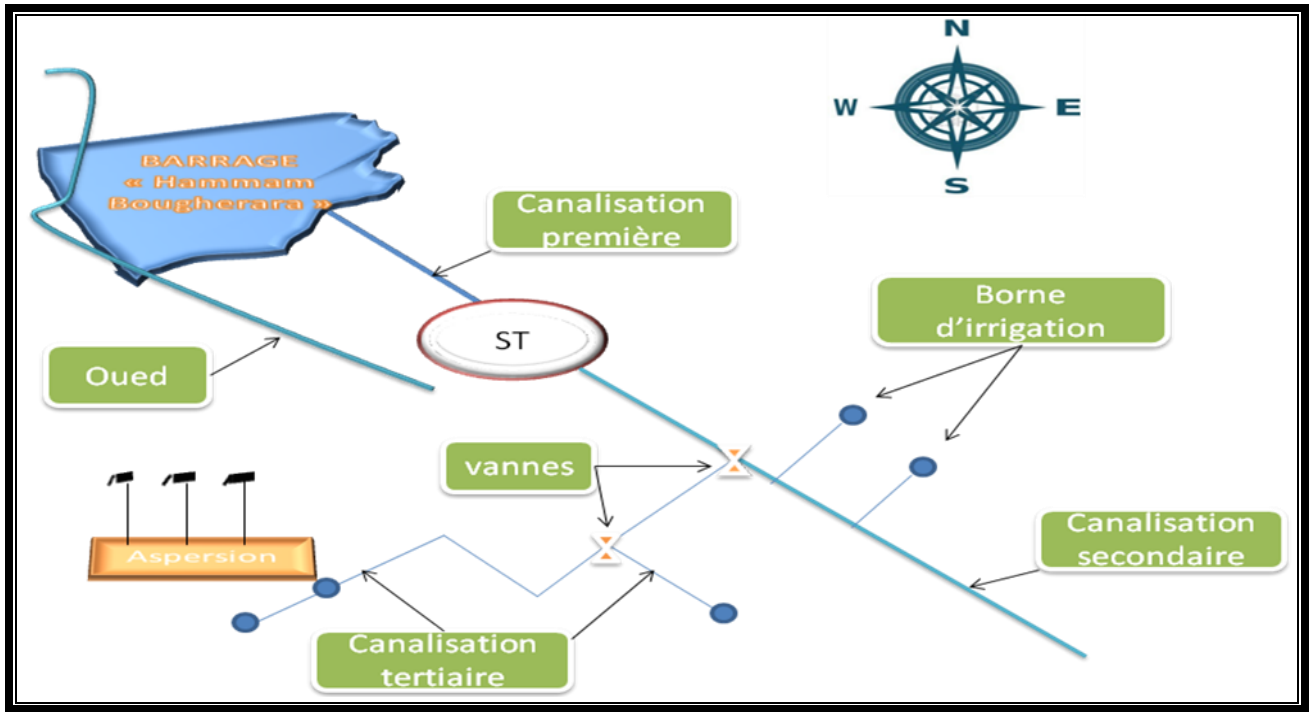 N
W E
S
BARRAGE
« Hammam
Bougherara »
Canalisation
première
ST
Borne
d'irrigation
Oued
vannes
Canalisation
secondaire
Aspersion
Canalisation
tertiaire